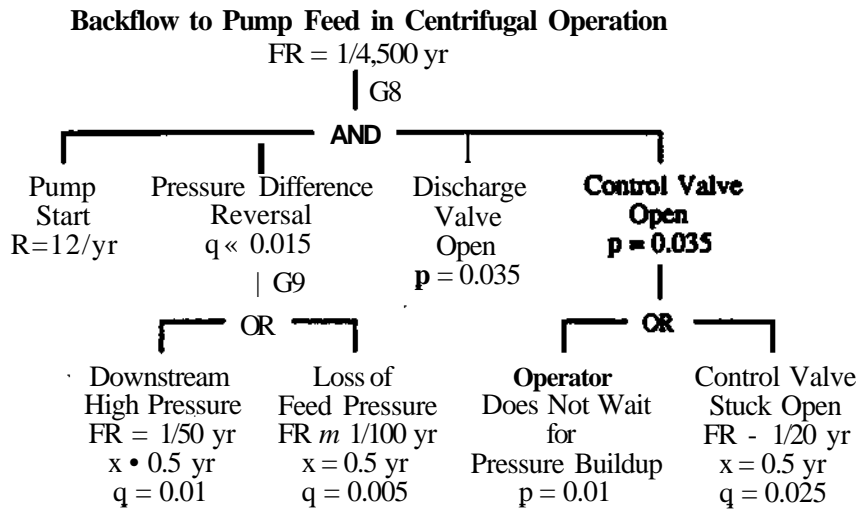 Backflow to Pump Feed in Centrifugal Operation
FR = 1/4,500 yr
G8
AND
Pump
Start
R=12/yr
Pressure Difference
Reversal
q « 0.015
Discharge
Valve
Open
p = 0.035
Control Valve
Open
p = 0.035
| G9
OR
OR
Downstream
High Pressure
FR = 1/50 yr
x • 0.5 yr
q = 0.01
Loss of
Feed Pressure
FR m 1/100 yr
x = 0.5 yr
q = 0.005
Operator
Does Not Wait
for
Pressure Buildup
p = 0.01
Control Valve
Stuck Open
FR - 1/20 yr
x = 0.5 yr
q = 0.025